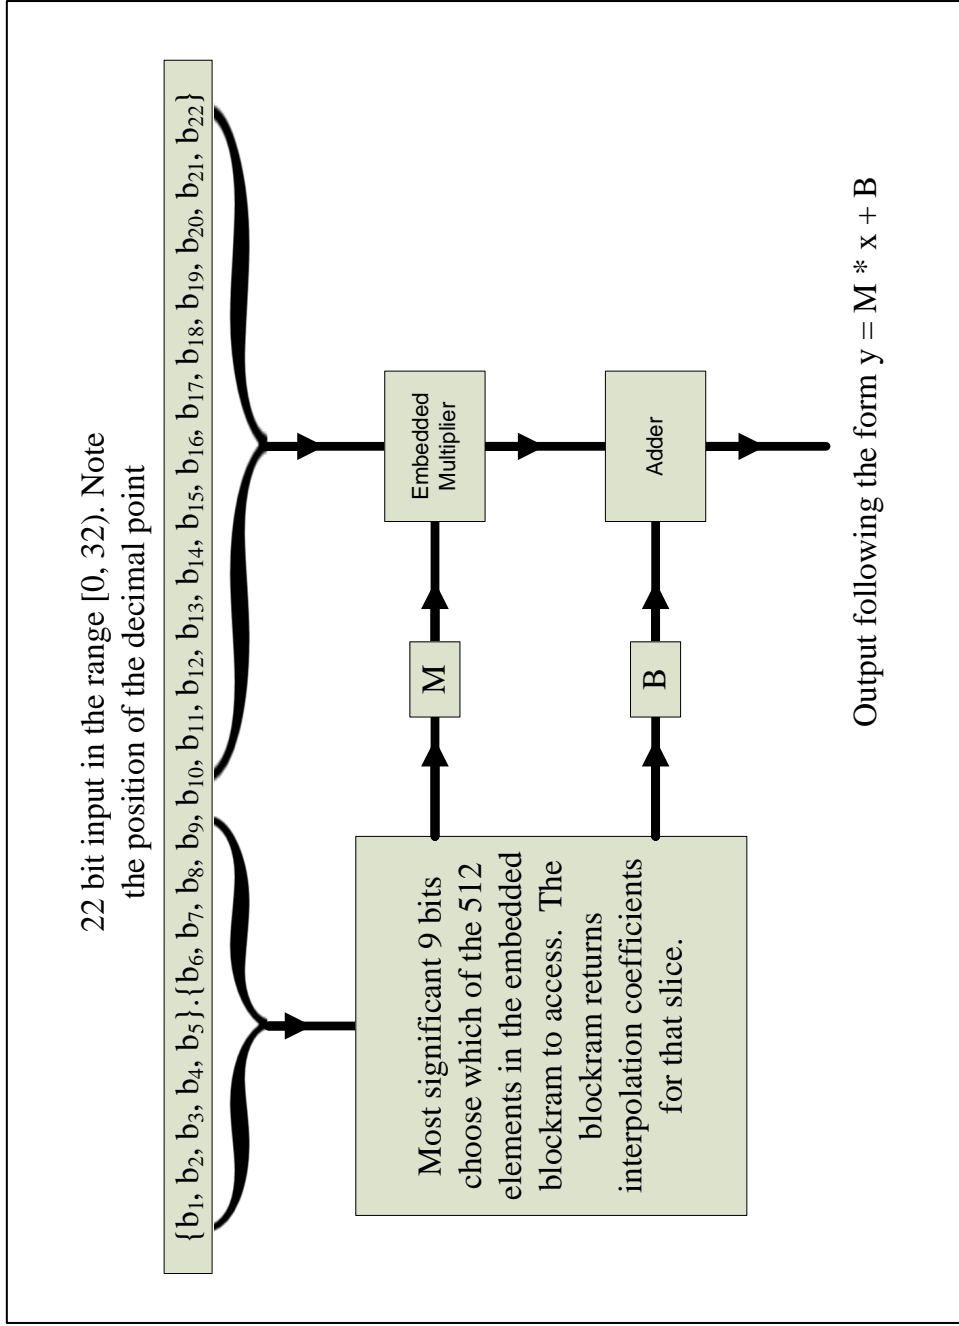 22 bit input in the range [0, 32). Note
the position of the decimal point
{b₁, b₂, b₃, b₄, b₅}.{b₆, b₇, b₈, b₉, b₁₀, b₁₁, b₁₂, b₁₃, b₁₄, b₁₅, b₁₆, b₁₇, b₁₈, b₁₉, b₂₀, b₂₁, b₂₂}
Most significant 9 bits
choose which of the 512
elements in the embedded
blockram to access. The
blockram returns
interpolation coefficients
for that slice.
M
Embedded
Multiplier
B
Adder
Output following the form y = M * x + B